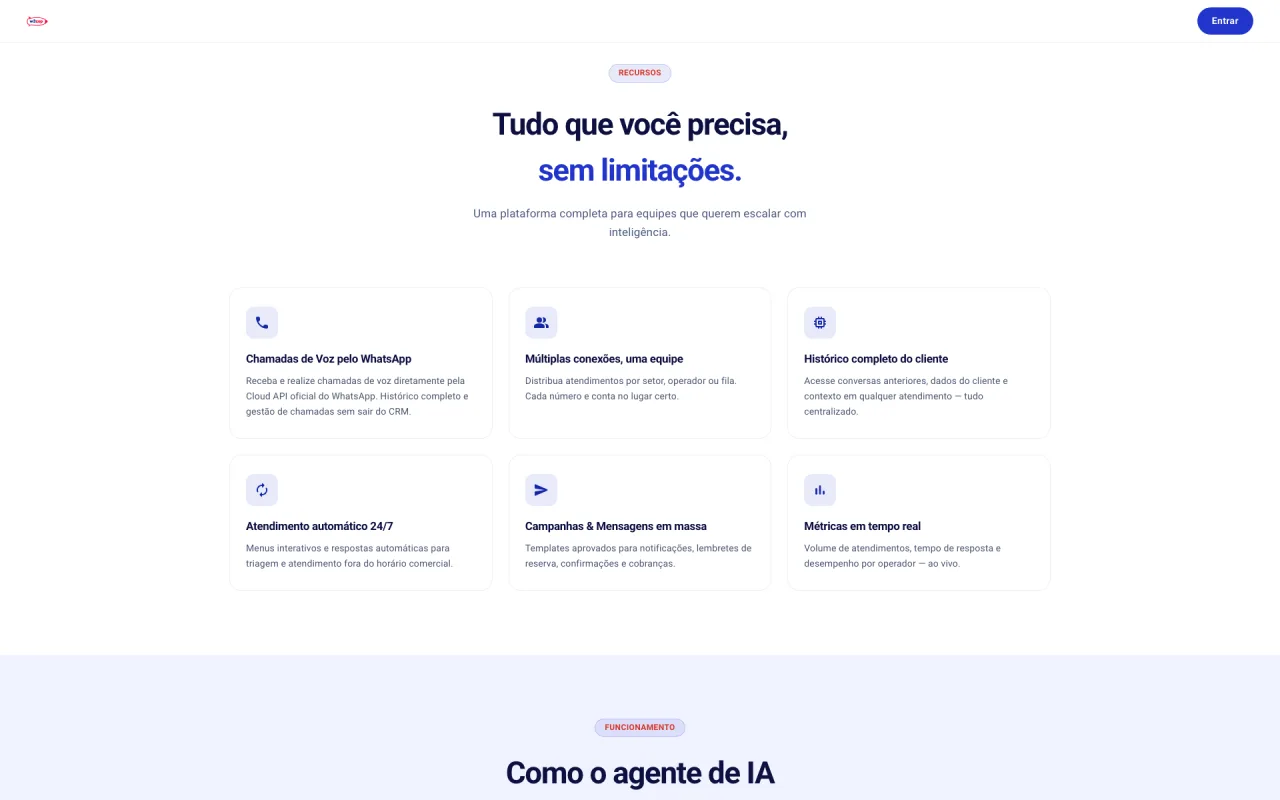 Entrar
RECURSOS
Tudo que você precisa,
sem limitações.
Uma plataforma completa para equipes que querem escalar com
inteligência.
Chamadas de Voz pelo WhatsApp
Receba e realize chamadas de voz diretamente pela
Cloud API oficial do WhatsApp. Histórico completo e
gestão de chamadas sem sair do CRM.
Múltiplas conexões, uma equipe
Distribua atendimentos por setor, operador ou fila.
Cada número e conta no lugar certo.
Histórico completo do cliente
Acesse conversas anteriores, dados do cliente e
contexto em qualquer atendimento — tudo
centralizado.
Atendimento automático 24/7
Menus interativos e respostas automáticas para
triagem e atendimento fora do horário comercial.
Campanhas & Mensagens em massa
Templates aprovados para notificações, lembretes de
reserva, confirmações e cobranças.
Métricas em tempo real
Volume de atendimentos, tempo de resposta e
desempenho por operador — ao vivo.
FUNCIONAMENTO
Como o agente de IA